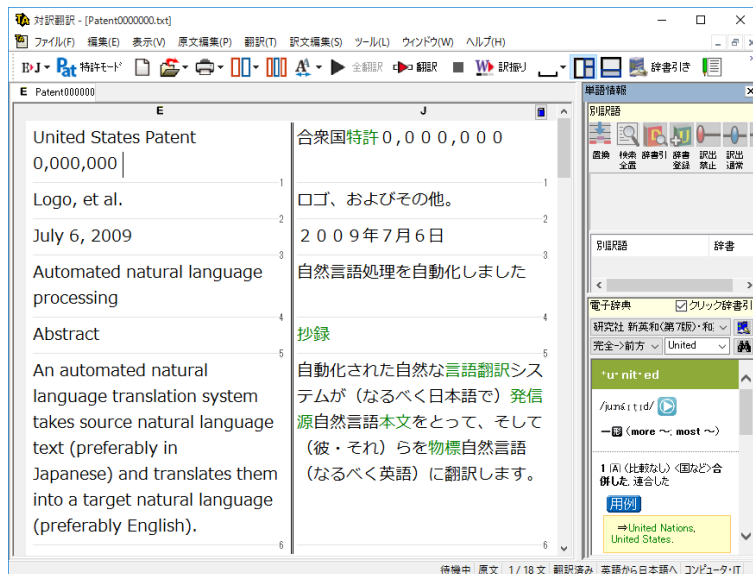 対訳翻訳 - [Patent0000000.txt]
ファイル(F) 編集(E) 表示(V) 原文編集(P) 翻訳(T) 訳文編集(S) ツール(L) ウィンドウ(W) ヘルプ(H)
E▸J Pat 特許モード 全翻訳 翻訳 W 訳振り 辞書引き
E Patent000000
単語情報
E
J
United States Patent
0,000,000
合衆国特許０,０００,０００
1
Logo, et al.
ロゴ、およびその他。
2
July 6, 2009
２００９年７月６日
3
Automated natural language
processing
自然言語処理を自動化しました
4
Abstract
抄録
5
An automated natural
language translation system
takes source natural language
text (preferably in
Japanese) and translates them
into a target natural language
(preferably English).
自動化された自然な言語翻訳シス
テムが（なるべく日本語で）発信
源自然言語本文をとって、そして
（彼・それ）らを物標自然言語
（なるべく英語）に翻訳します。
6
別訳語
置換 検索全置 辞書引 辞書登録 訳出禁止 訳出通常
別訳語 辞書
電子辞典 クリック辞書引
研究社 新英和(第7版)・和
完全->前方 United
u·nit·ed
一形 (more ～; most ～)
1 A (比較なし) 〈国など〉合
併した, 連合した
用例
⇒United Nations,
United States.
待機中 原文 1/18文 翻訳済み 英語から日本語へ コンピュータ・IT